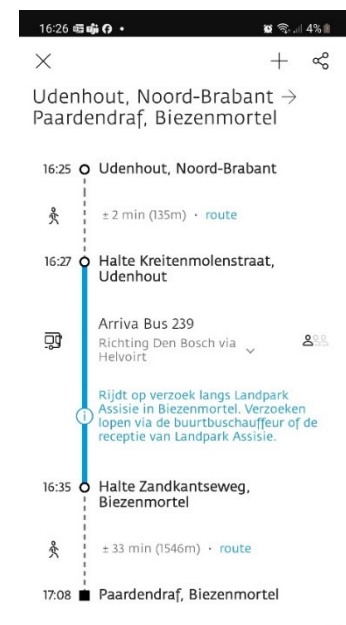 16:26
4%
Udenhout, Noord-Brabant →
Paardendraf, Biezenmortel
16:25 Udenhout, Noord-Brabant
± 2 min (135m) · route
16:27 Halte Kreitenmolenstraat,
Udenhout
Arriva Bus 239
Richting Den Bosch via
Helvoirt
Rijdt op verzoek langs Landpark
Assisie in Biezenmortel. Verzoeken
lopen via de buurtbuschauffeur of de
receptie van Landpark Assisie.
16:35 Halte Zandkantseweg,
Biezenmortel
± 33 min (1546m) · route
17:08 Paardendraf, Biezenmortel